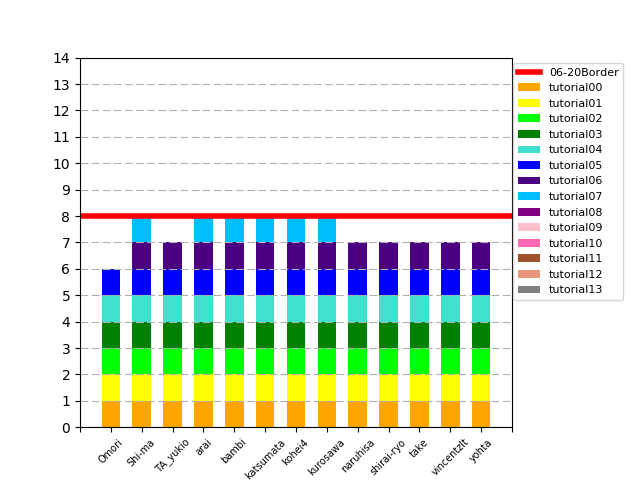 14
13
12
11
10
9
8
7
6
5
4
3
2
1
0
Omori
Shi-ma
TA_yukio
arai
bambi
katsumata
kohei4
kurosawa
naruhisa
shirai-ryo
take
vincentzlt
yohta
06-20Border
tutorial00
tutorial01
tutorial02
tutorial03
tutorial04
tutorial05
tutorial06
tutorial07
tutorial08
tutorial09
tutorial10
tutorial11
tutorial12
tutorial13